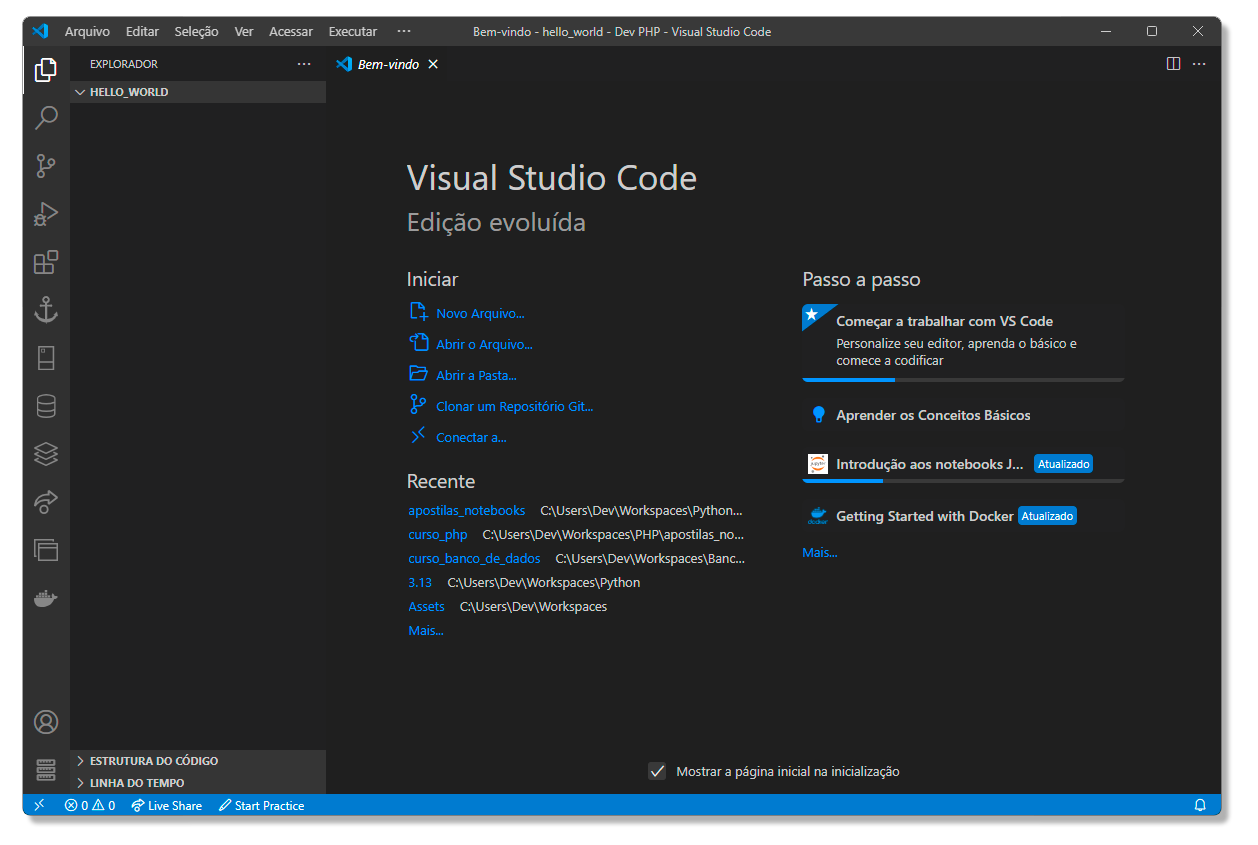 Arquivo Editar Seleção Ver Acessar Executar ··· Bem-vindo - hello_world - Dev PHP - Visual Studio Code
EXPLORADOR ···
Bem-vindo
HELLO_WORLD
Visual Studio Code
Edição evoluída
Iniciar
Novo Arquivo...
Abrir o Arquivo...
Abrir a Pasta...
Clonar um Repositório Git...
Conectar a...
Recente
apostilas_notebooks C:\Users\Dev\Workspaces\Python...
curso_php C:\Users\Dev\Workspaces\PHP\apostilas_no...
curso_banco_de_dados C:\Users\Dev\Workspaces\Banc...
3.13 C:\Users\Dev\Workspaces\Python
Assets C:\Users\Dev\Workspaces
Mais...
Passo a passo
Começar a trabalhar com VS Code
Personalize seu editor, aprenda o básico e
comece a codificar
Aprender os Conceitos Básicos
Introdução aos notebooks J... Atualizado
Getting Started with Docker Atualizado
Mais...
ESTRUTURA DO CÓDIGO
LINHA DO TEMPO
Mostrar a página inicial na inicialização
0 0 Live Share Start Practice